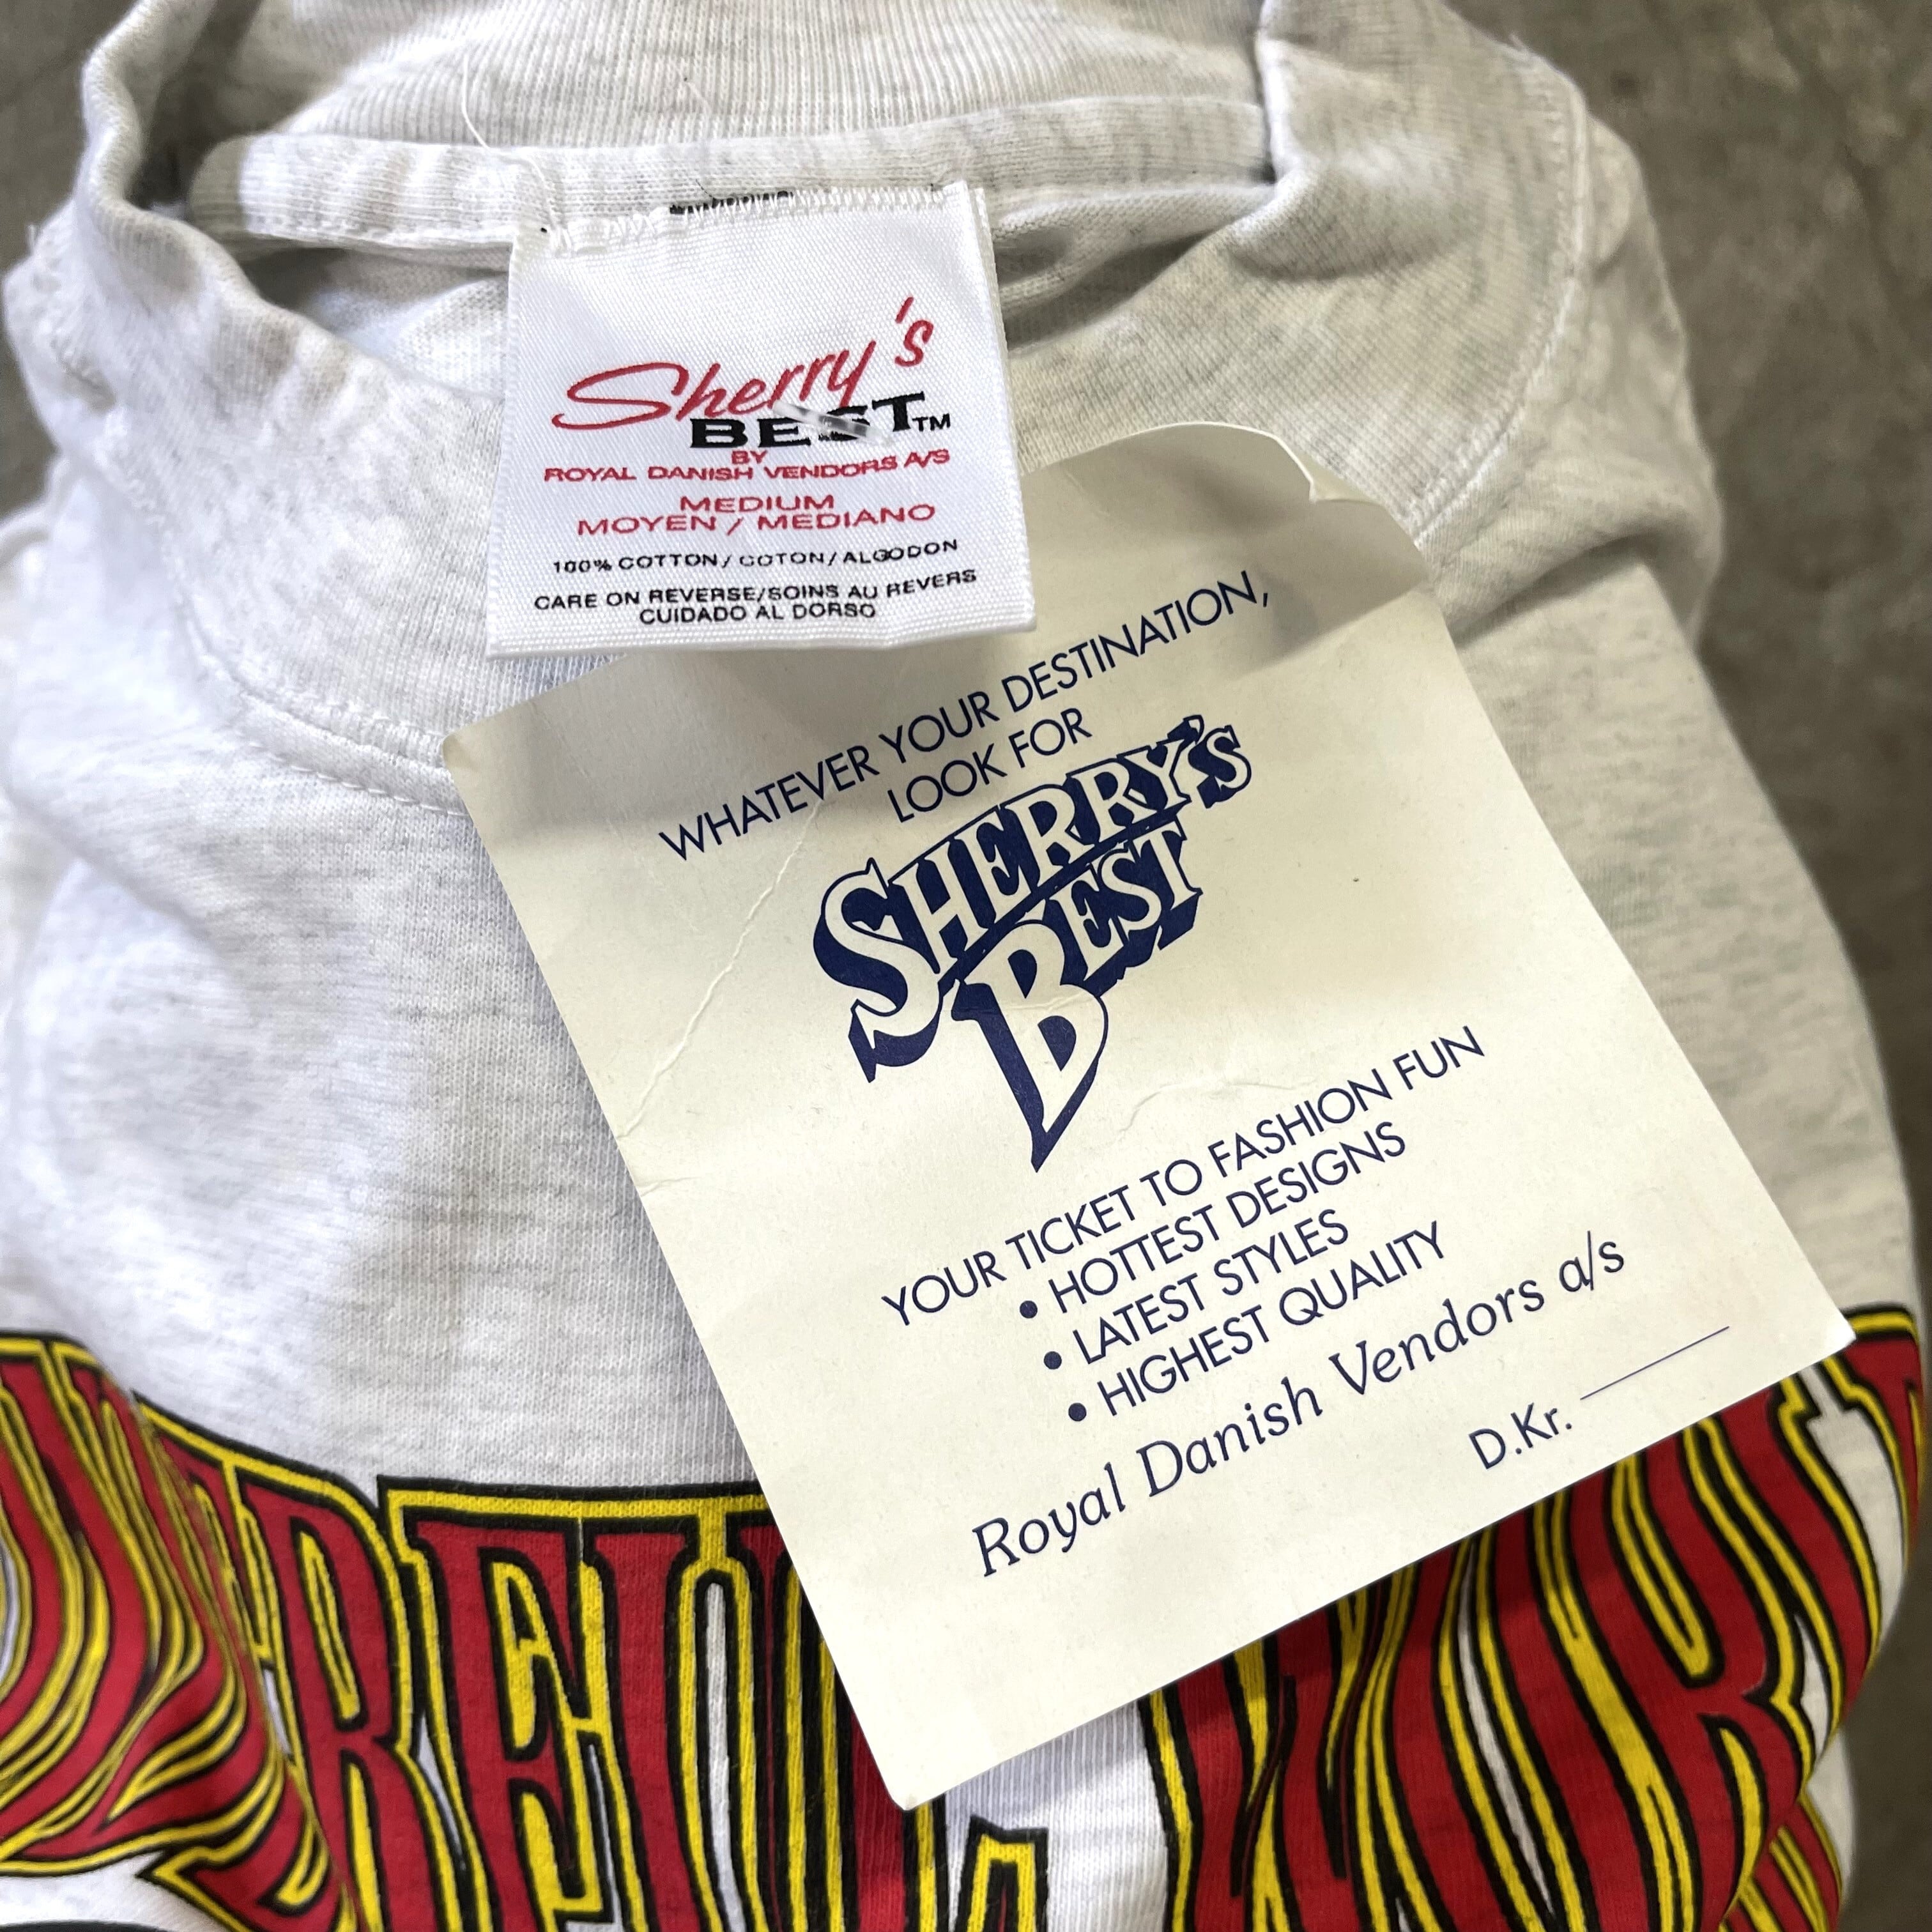 Sherry's
BEST™
BY
ROYAL DANISH VENDORS A/S
MEDIUM
MOYEN / MEDIANO
100% COTTON / COTON / ALGODON
CARE ON REVERSE/SOINS AU REVERS
CUIDADO AL DORSO
WHATEVER YOUR DESTINATION,
LOOK FOR
SHERRY'S
BEST
YOUR TICKET TO FASHION FUN
• HOTTEST DESIGNS
• LATEST STYLES
• HIGHEST QUALITY
Royal Danish Vendors a/s
D.Kr.